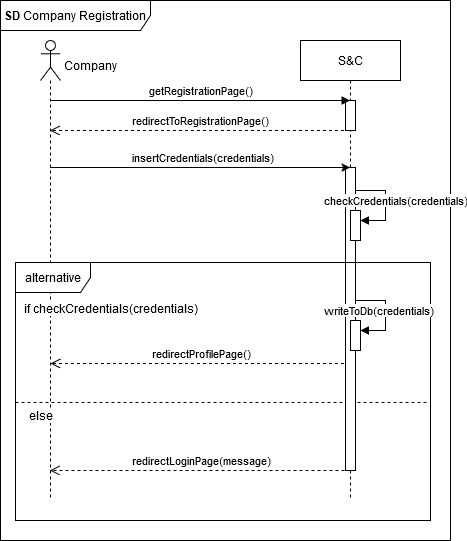 SD Company Registration
Company
S&C
getRegistrationPage()
redirectToRegistrationPage()
insertCredentials(credentials)
checkCredentials(credentials)
alternative
if checkCredentials(credentials)
writeToDb(credentials)
redirectProfilePage()
else
redirectLoginPage(message)